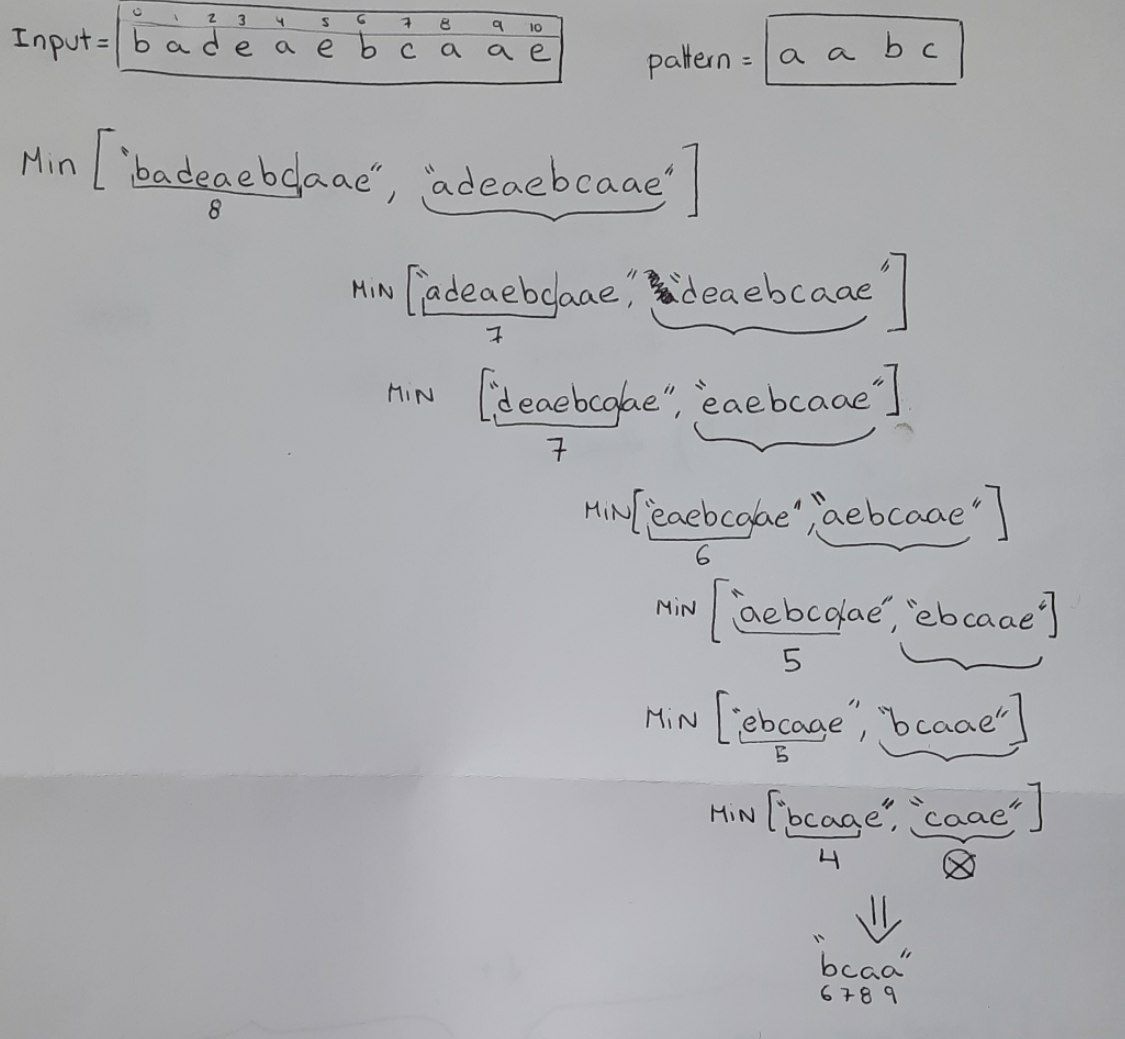 0 1 2 3 4 5 6 7 8 9 10
Input = b a d e a e b c a a e pattern = a a b c
Min ["badeaebcaae", "adeaebcaae"]
8
MIN ["adeaebcaae", "deaebcaae"]
7
MIN ["deaebcaae", "eaebcaae"]
7
MIN ["eaebcaae", "aebcaae"]
6
MIN ["aebcaae", "ebcaae"]
5
MIN ["ebcaae", "bcaae"]
5
MIN ["bcaae", "caae"]
4 ⊗
⇓
"bcaa"
6 7 8 9